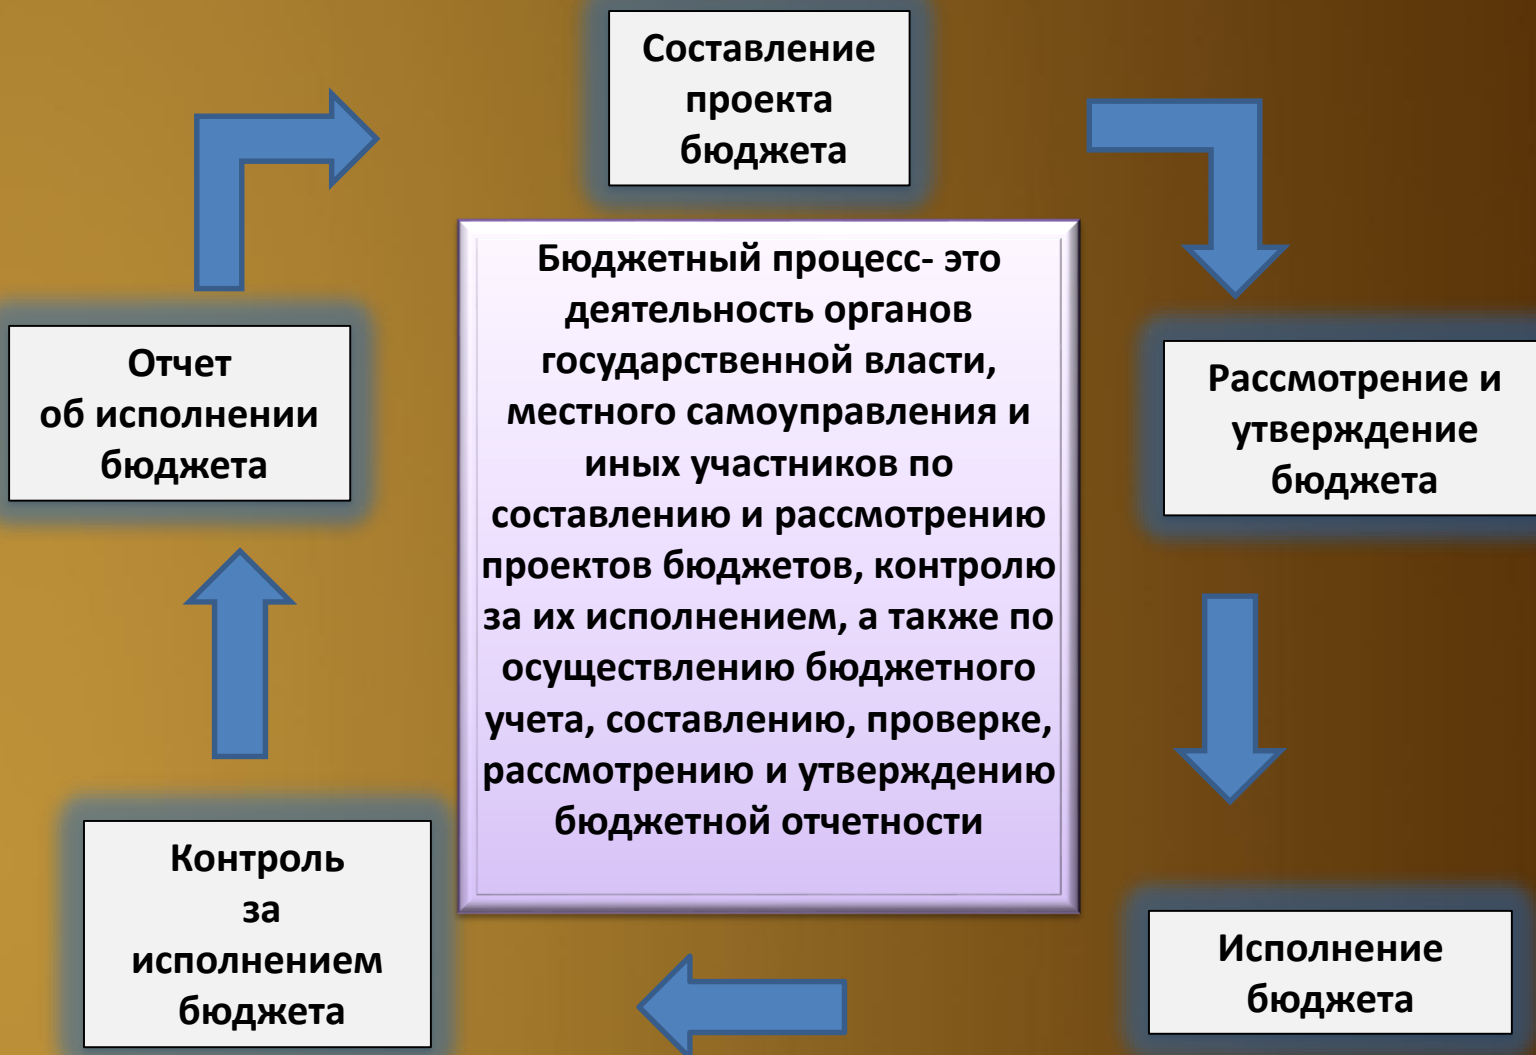 Составление
проекта
бюджета
Бюджетный процесс- это
деятельность органов
государственной власти,
местного самоуправления и
иных участников по
составлению и рассмотрению
проектов бюджетов, контролю
за их исполнением, а также по
осуществлению бюджетного
учета, составлению, проверке,
рассмотрению и утверждению
бюджетной отчетности
Рассмотрение и
утверждение
бюджета
Исполнение
бюджета
Контроль
за
исполнением
бюджета
Отчет
об исполнении
бюджета